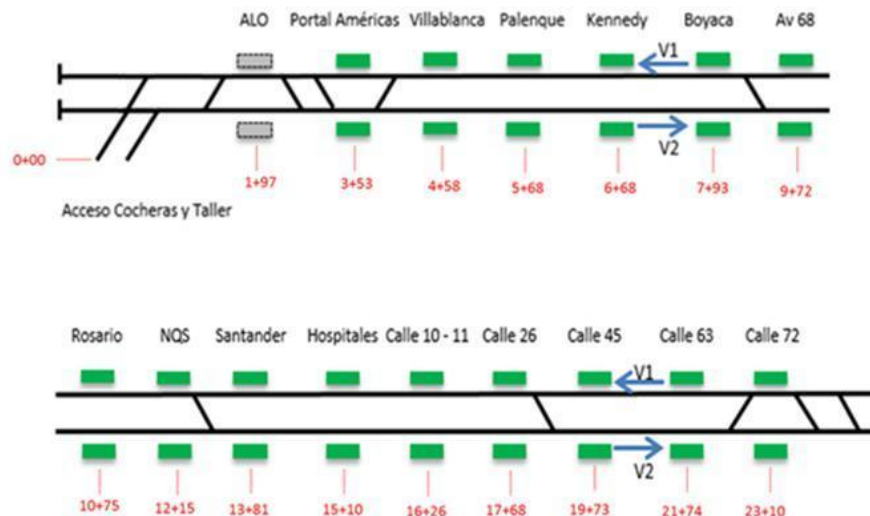 ALO Portal Américas Villablanca Palenque Kennedy Boyaca Av 68
V1
V2
0+00
1+97 3+53 4+58 5+68 6+68 7+93 9+72
Acceso Cocheras y Taller
Rosario NQS Santander Hospitales Calle 10 - 11 Calle 26 Calle 45 Calle 63 Calle 72
V1
V2
10+75 12+15 13+81 15+10 16+26 17+68 19+73 21+74 23+10